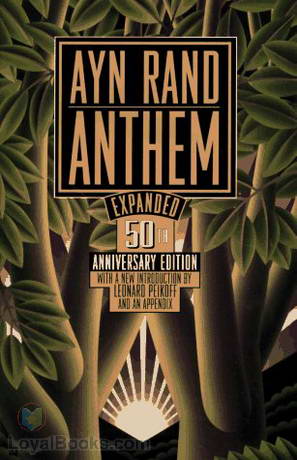 AYN RAND
ANTHEM
EXPANDED
50TH
ANNIVERSARY EDITION
WITH A NEW INTRODUCTION BY
LEONARD PEIKOFF
AND AN APPENDIX
LoyalBooks.com